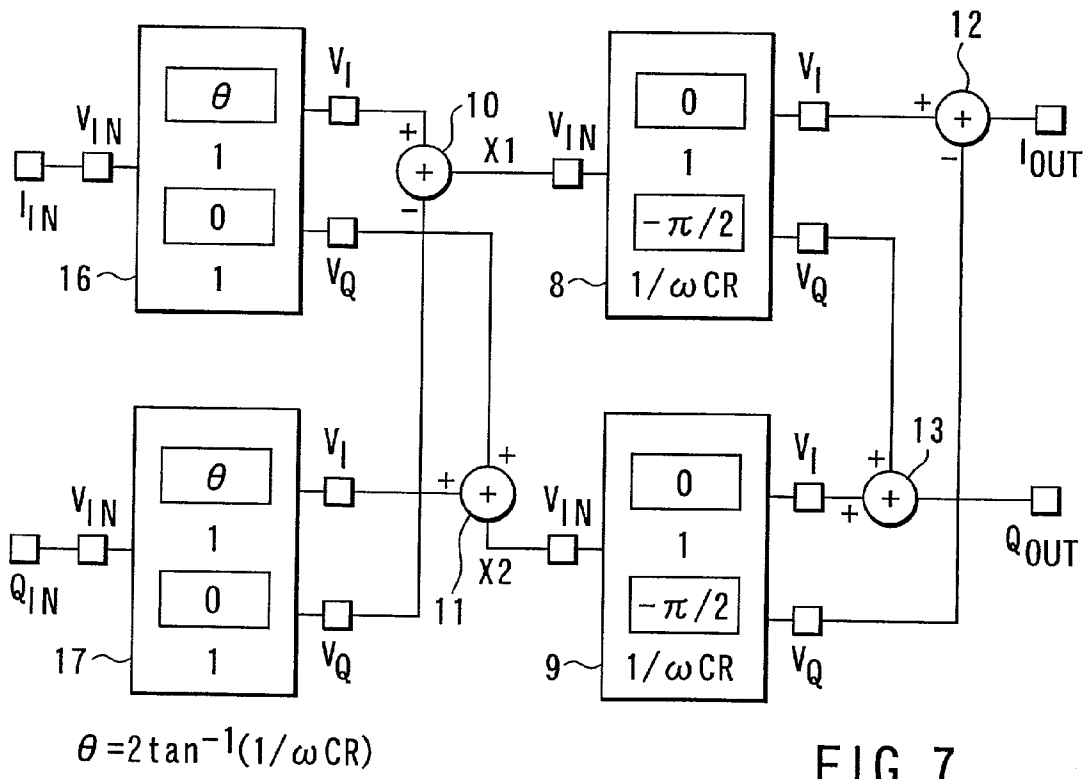 12
V_I
V_I
θ
10
0
+
+
+
V_IN
X1
V_IN
+
1
1
-
I_OUT
I_IN
-
0
-π/2
16
1
V_Q
8
1/ωCR
V_Q
13
V_I
+
V_I
+
θ
+
+
0
+
V_IN
V_IN
1
1
Q_OUT
X2
Q_IN
0
11
-π/2
17
1
V_Q
9
1/ωCR
V_Q
θ=2tan⁻¹(1/ωCR)
FIG 7